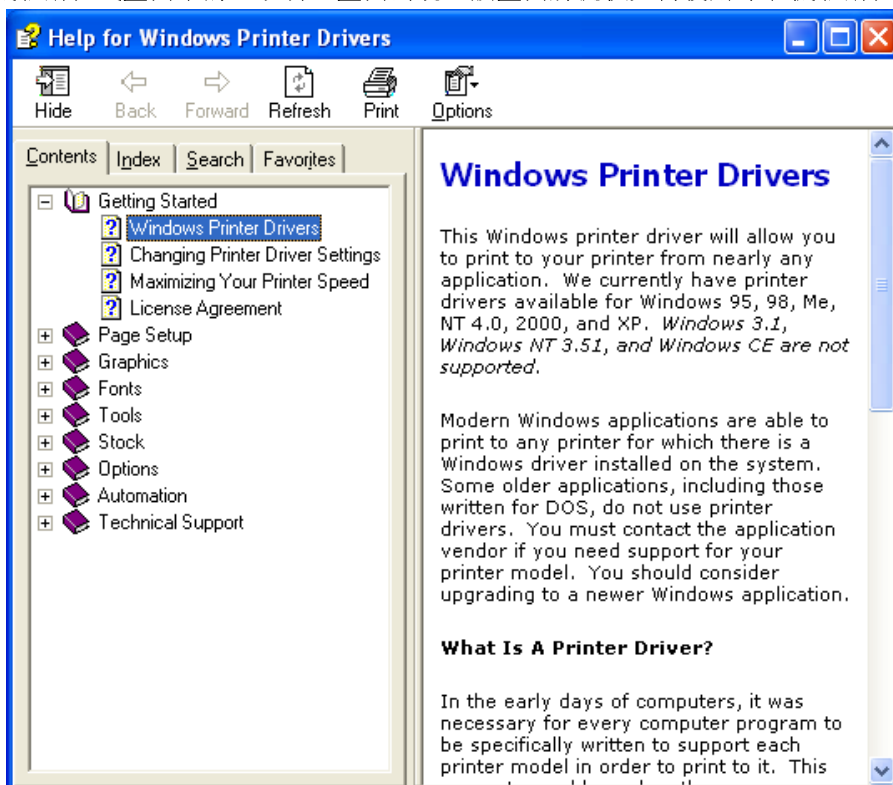 Help for Windows Printer Drivers
Hide Back Forward Refresh Print Options
Contents Index Search Favorites
Getting Started
Windows Printer Drivers
Changing Printer Driver Settings
Maximizing Your Printer Speed
License Agreement
Page Setup
Graphics
Fonts
Tools
Stock
Options
Automation
Technical Support
Windows Printer Drivers
This Windows printer driver will allow you
to print to your printer from nearly any
application. We currently have printer
drivers available for Windows 95, 98, Me,
NT 4.0, 2000, and XP. Windows 3.1,
Windows NT 3.51, and Windows CE are not
supported.
Modern Windows applications are able to
print to any printer for which there is a
Windows driver installed on the system.
Some older applications, including those
written for DOS, do not use printer
drivers. You must contact the application
vendor if you need support for your
printer model. You should consider
upgrading to a newer Windows application.
What Is A Printer Driver?
In the early days of computers, it was
necessary for every computer program to
be specifically written to support each
printer model in order to print to it. This